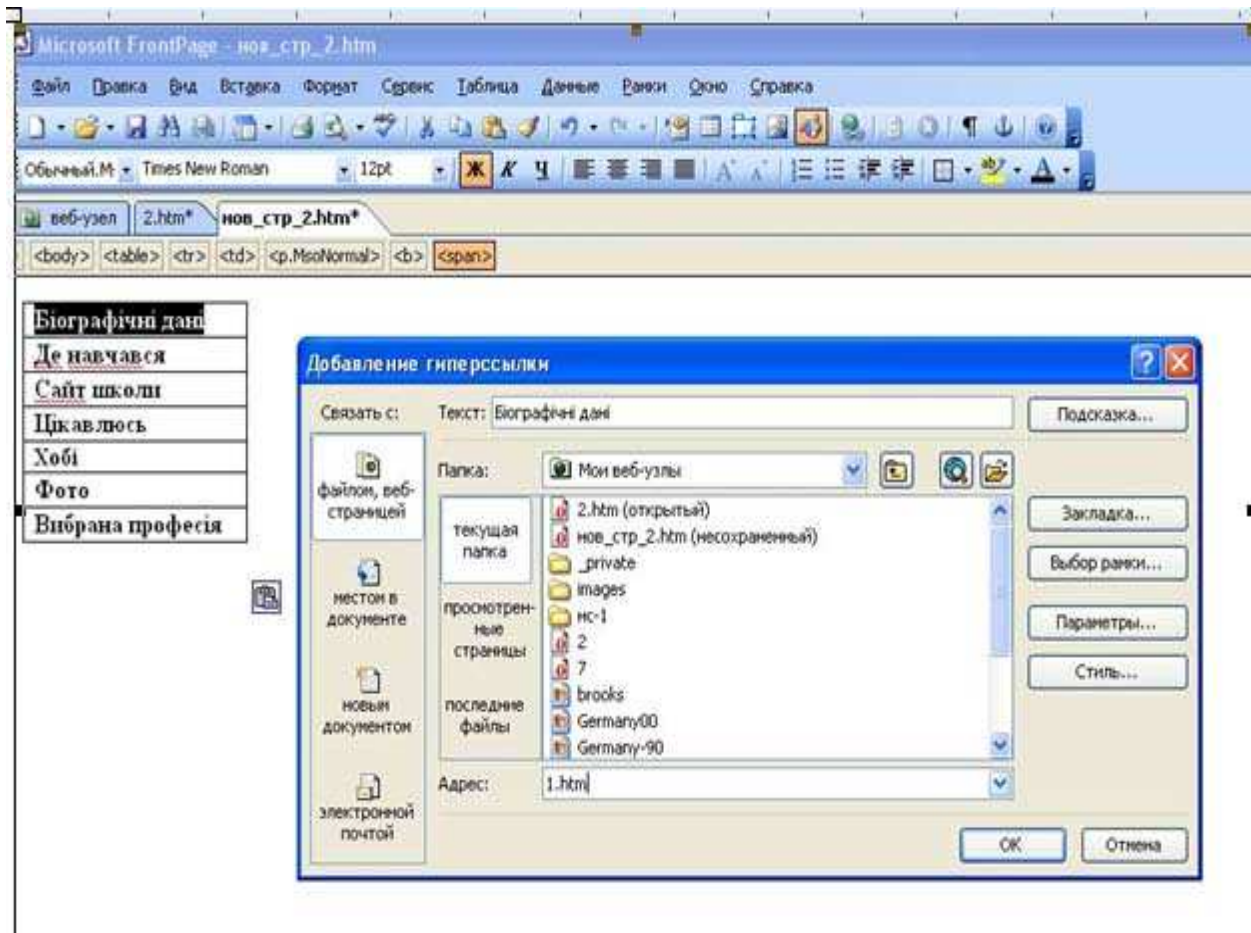 Microsoft FrontPage - нов_стр_2.htm
Файл Правка Вид Вставка Формат Сервис Таблица Данные Рамки Окно Справка
Обычный.M Times New Roman 12pt Ж К Ч
веб-узел 2.htm* нов_стр_2.htm*
<body> <table> <tr> <td> <p.MsoNormal> <b> <span>
Біографічні дані
Де навчався
Сайт школи
Цікавлюсь
Хобі
Фото
Вибрана професія
Добавление гиперссылки
Связать с:
Текст: Біографічні дані
Подсказка...
файлом, веб-
страницей
местом в
документе
новым
документом
электронной
почтой
Папка: Мои веб-узлы
текущая
папка
просмотрен-
ные
страницы
последние
файлы
2.htm (открытый)
нов_стр_2.htm (несохраненный)
_private
images
нс-1
2
7
brooks
Germany00
Germany-90
Адрес: 1.htm
Закладка...
Выбор рамки...
Параметры...
Стиль...
ОК Отмена